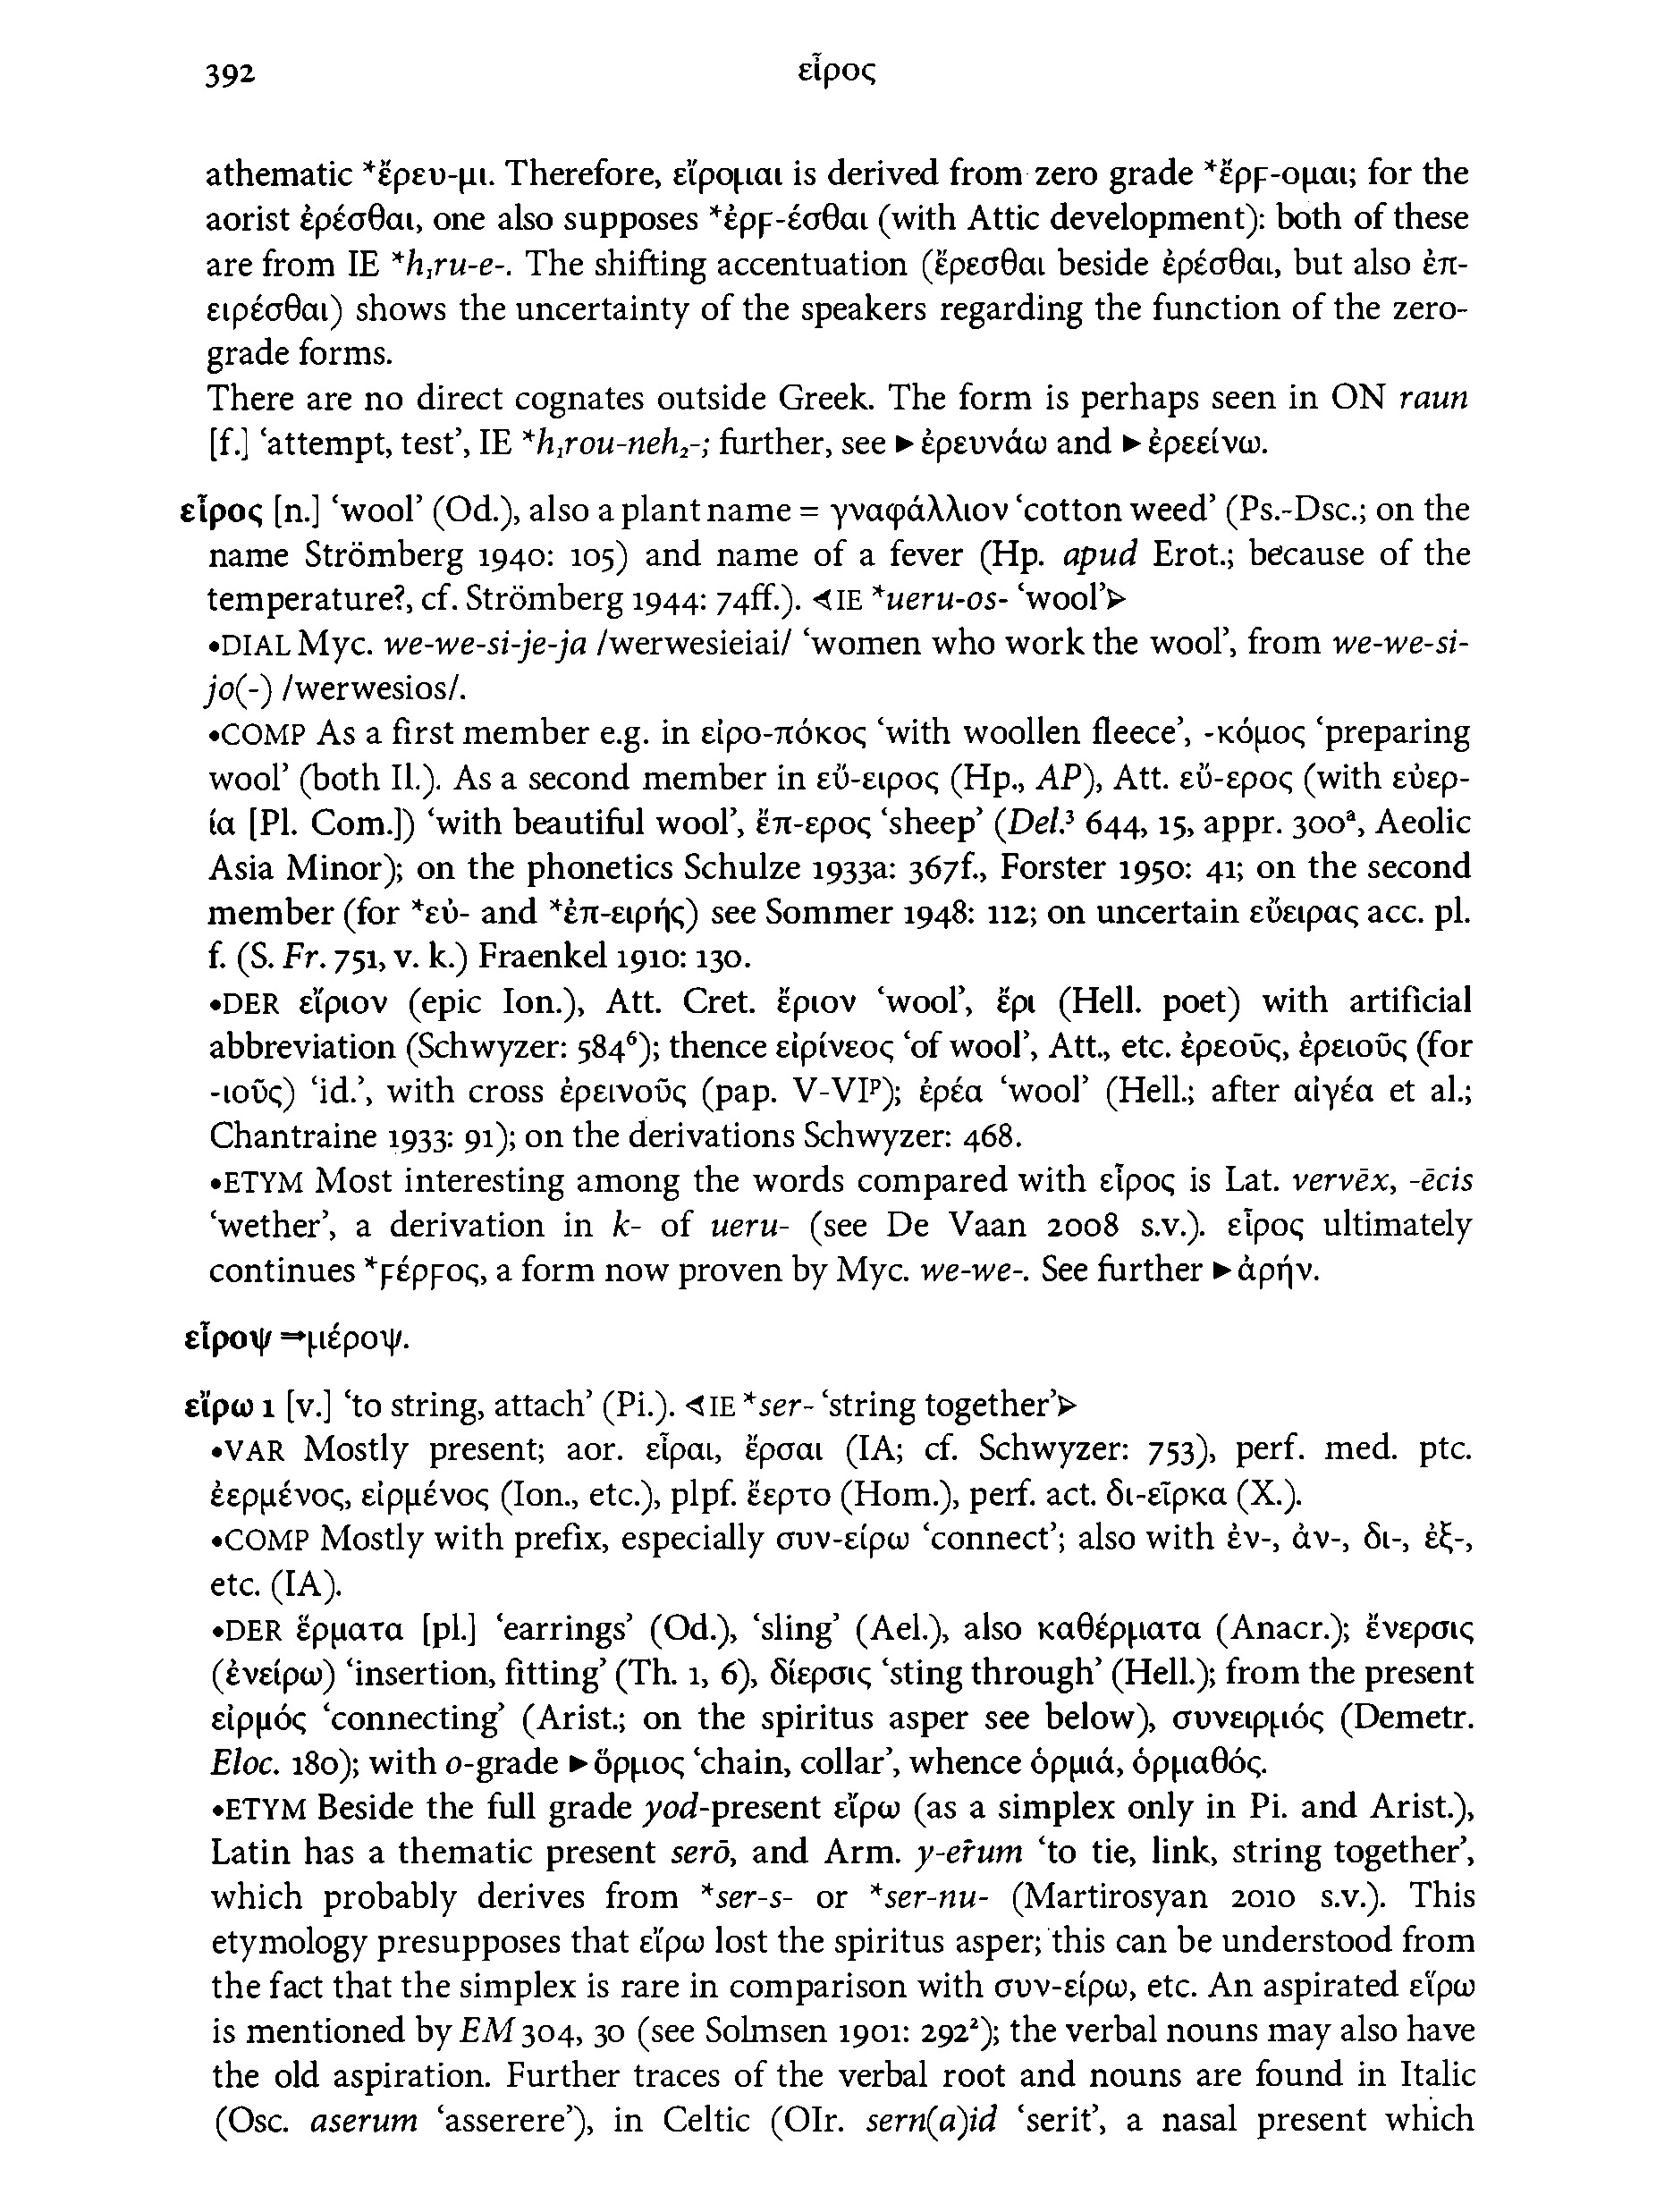 392
εἶρος
athematic *ἔρευ-μι. Therefore, εἴρομαι is derived from zero grade *ἔρϝ-ομαι; for the
aorist ἐρέσθαι, one also supposes *ἐρϝ-έσθαι (with Attic development): both of these
are from IE *h₁ru-e-. The shifting accentuation (ἔρεσθαι beside ἐρέσθαι, but also ἐπ-
ειρέσθαι) shows the uncertainty of the speakers regarding the function of the zero-
grade forms.
There are no direct cognates outside Greek. The form is perhaps seen in ON raun
[f.] ‘attempt, test’, IE *h₁rou-neh₂-; further, see ►ἐρευνάω and ►ἐρεείνω.
εἶρος [n.] ‘wool’ (Od.), also a plant name = γναφάλλιον ‘cotton weed’ (Ps.-Dsc.; on the
name Strömberg 1940: 105) and name of a fever (Hp. apud Erot.; because of the
temperature?, cf. Strömberg 1944: 74ff.). ⊲IE *ueru-os- ‘wool’⊳
•DIAL Myc. we-we-si-je-ja /werwesieiai/ ‘women who work the wool’, from we-we-si-
jo(-) /werwesios/.
•COMP As a first member e.g. in εἰρο-πόκος ‘with woollen fleece’, -κόμος ‘preparing
wool’ (both Il.). As a second member in εὔ-ειρος (Hp., AP), Att. εὔ-ερος (with εὐερ-
ία [Pl. Com.]) ‘with beautiful wool’, ἔπ-ερος ‘sheep’ (Del.³ 644, 15, appr. 300ᵃ, Aeolic
Asia Minor); on the phonetics Schulze 1933a: 367f., Forster 1950: 41; on the second
member (for *εὐ- and *ἐπ-ειρής) see Sommer 1948: 112; on uncertain εὔειρας acc. pl.
f. (S. Fr. 751, v. k.) Fraenkel 1910: 130.
•DER εἴριον (epic Ion.), Att. Cret. ἔριον ‘wool’, ἔρι (Hell. poet) with artificial
abbreviation (Schwyzer: 584⁶); thence εἰρίνεος ‘of wool’, Att., etc. ἐρεοῦς, ἐρειοῦς (for
-ιοῦς) ‘id.’, with cross ἐρεινοῦς (pap. V-VIᵖ); ἐρέα ‘wool’ (Hell.; after αἰγέα et al.;
Chantraine 1933: 91); on the derivations Schwyzer: 468.
•ETYM Most interesting among the words compared with εἶρος is Lat. vervēx, -ēcis
‘wether’, a derivation in k- of ueru- (see De Vaan 2008 s.v.). εἶρος ultimately
continues *ϝέρϝος, a form now proven by Myc. we-we-. See further ►ἀρήν.
εἶροψ ⇒μέροψ.
εἴρω 1 [v.] ‘to string, attach’ (Pi.). ⊲IE *ser- ‘string together’⊳
•VAR Mostly present; aor. εἶραι, ἔρσαι (IA; cf. Schwyzer: 753), perf. med. ptc.
ἐερμένος, εἰρμένος (Ion., etc.), plpf. ἔερτο (Hom.), perf. act. δι-εῖρκα (X.).
•COMP Mostly with prefix, especially συν-είρω ‘connect’; also with ἐν-, ἀν-, δι-, ἐξ-,
etc. (IA).
•DER ἕρματα [pl.] ‘earrings’ (Od.), ‘sling’ (Ael.), also καθέρματα (Anacr.); ἔνερσις
(ἐνείρω) ‘insertion, fitting’ (Th. 1, 6), δίερσις ‘sting through’ (Hell.); from the present
εἱρμός ‘connecting’ (Arist.; on the spiritus asper see below), συνειρμός (Demetr.
Eloc. 180); with o-grade ►ὅρμος ‘chain, collar’, whence ὁρμιά, ὁρμαθός.
•ETYM Beside the full grade yod-present εἴρω (as a simplex only in Pi. and Arist.),
Latin has a thematic present serō, and Arm. y-eṙum ‘to tie, link, string together’,
which probably derives from *ser-s- or *ser-nu- (Martirosyan 2010 s.v.). This
etymology presupposes that εἴρω lost the spiritus asper; this can be understood from
the fact that the simplex is rare in comparison with συν-είρω, etc. An aspirated εἵρω
is mentioned by EM 304, 30 (see Solmsen 1901: 292²); the verbal nouns may also have
the old aspiration. Further traces of the verbal root and nouns are found in Italic
(Osc. aserum ‘asserere’), in Celtic (OIr. sern(a)id ‘serit’, a nasal present which